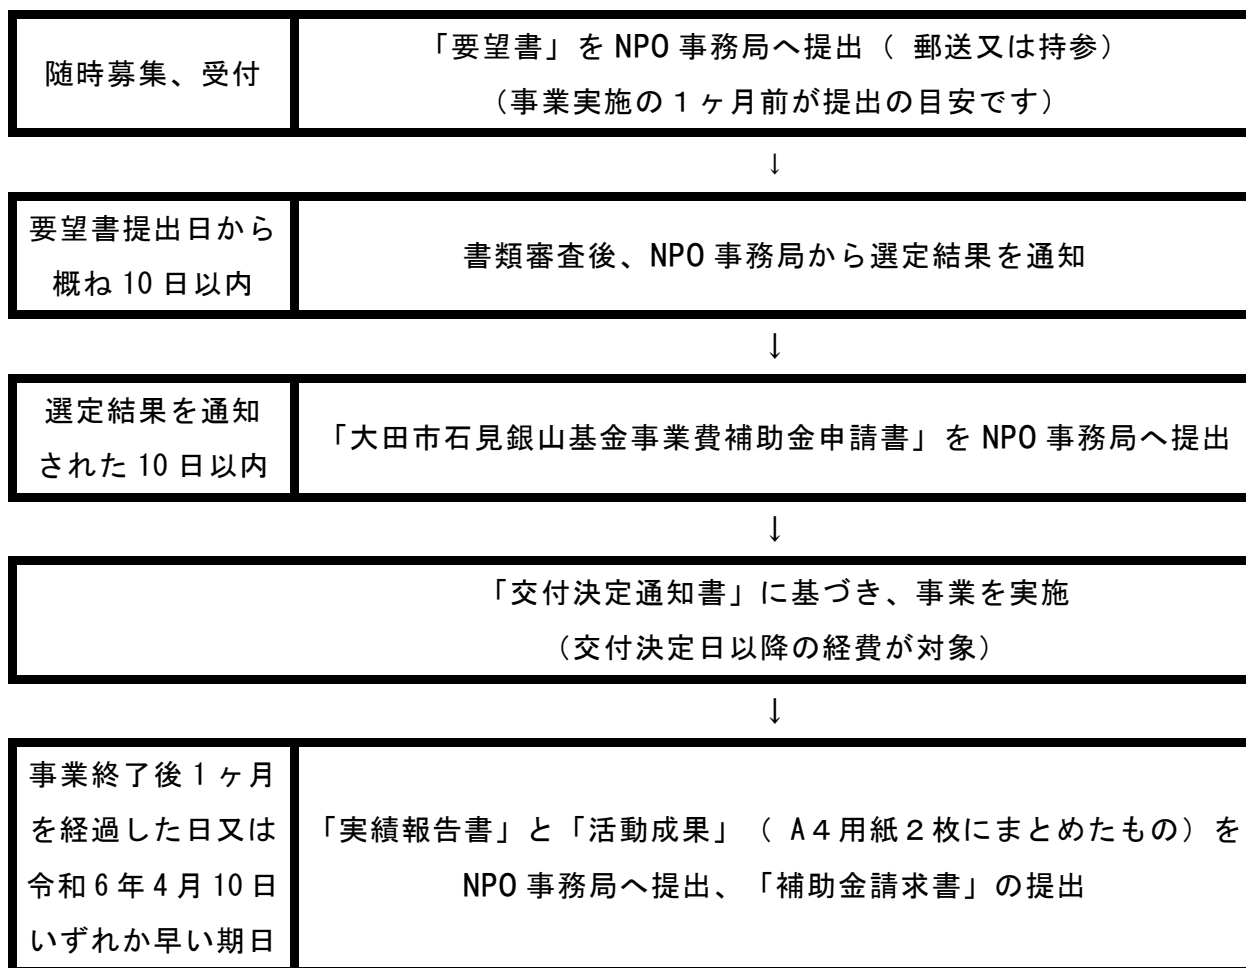 随時募集、受付
「要望書」を NPO 事務局へ提出（ 郵送又は持参）
（事業実施の１ヶ月前が提出の目安です）
↓
要望書提出日から
概ね 10 日以内
書類審査後、NPO 事務局から選定結果を通知
↓
選定結果を通知
された 10 日以内
「大田市石見銀山基金事業費補助金申請書」を NPO 事務局へ提出
↓
「交付決定通知書」に基づき、事業を実施
（交付決定日以降の経費が対象）
↓
事業終了後 1 ヶ月
を経過した日又は
令和 6 年 4 月 10 日
いずれか早い期日
「実績報告書」と「活動成果」（ A４用紙２枚にまとめたもの）を
NPO 事務局へ提出、「補助金請求書」の提出